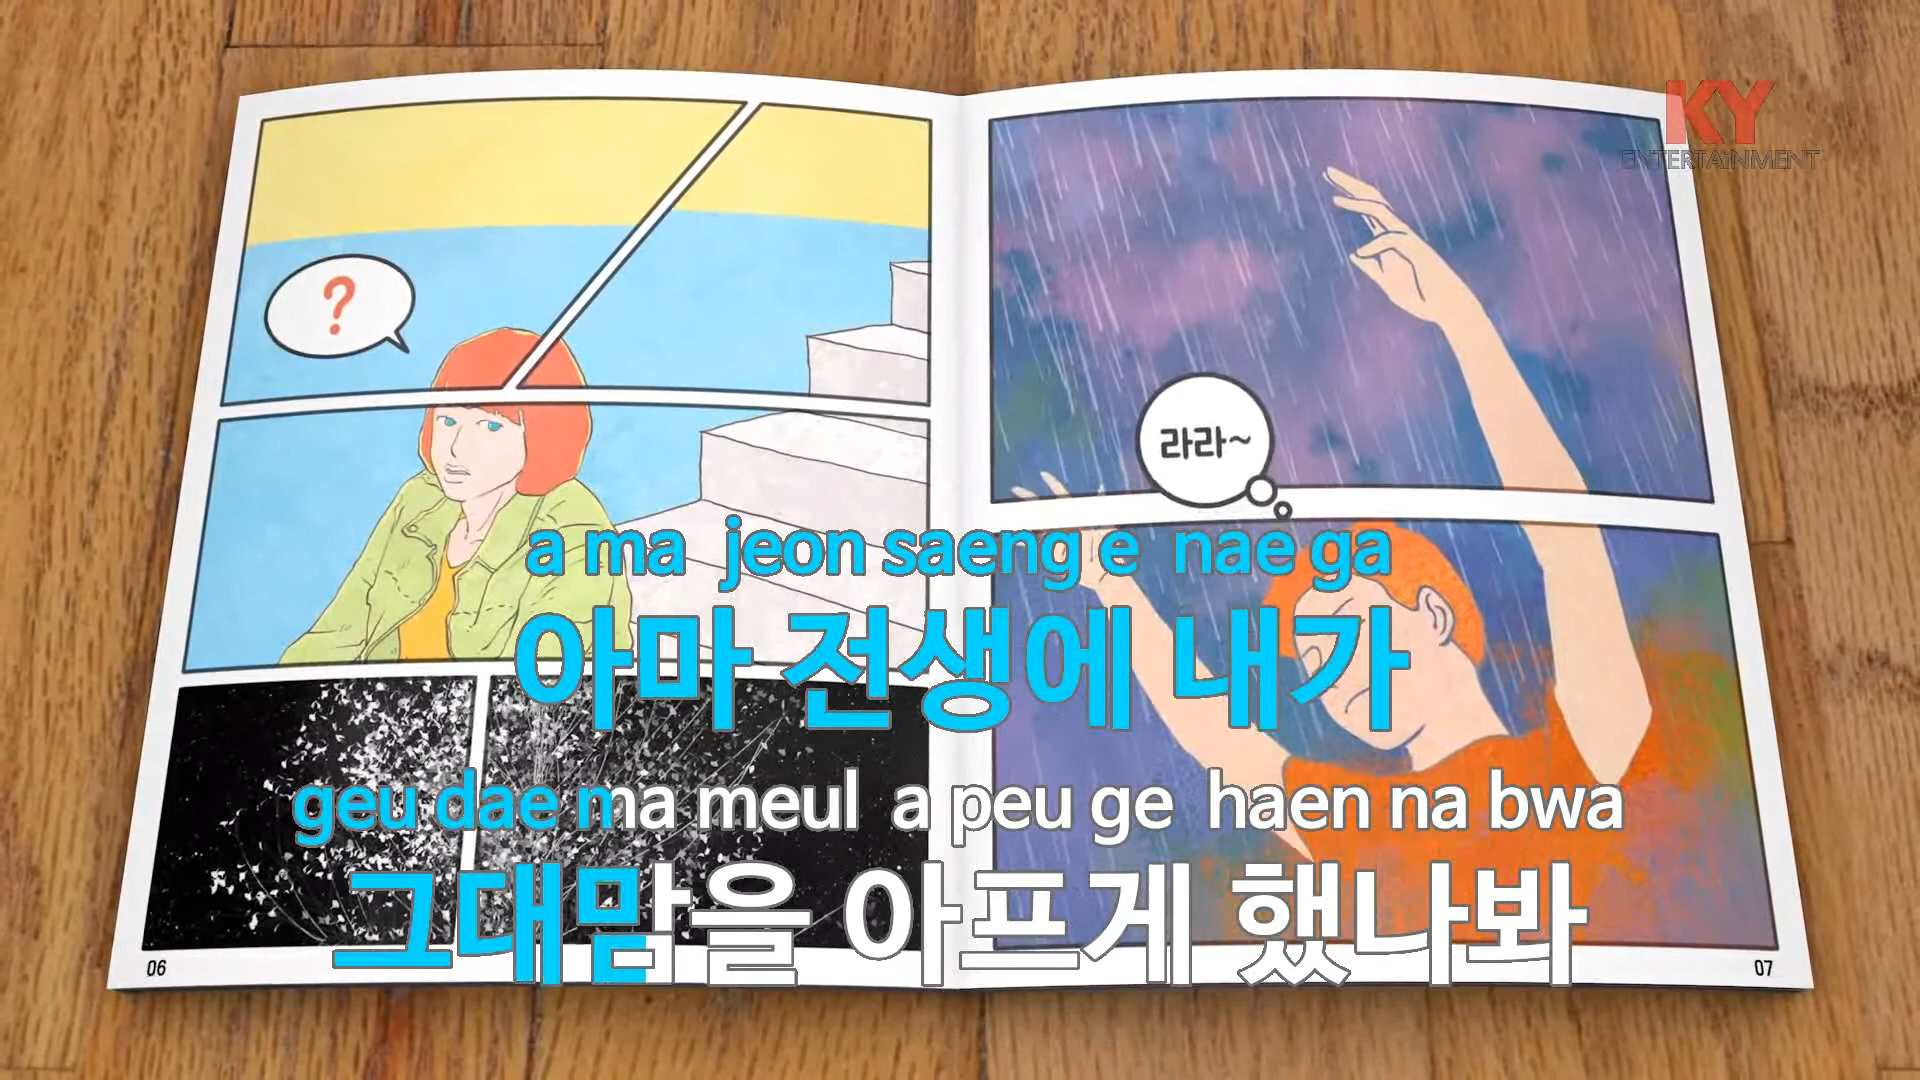 KY
ENTERTAINMENT
?
라라~
a ma jeon saeng e nae ga
아마 전생에 내가
geu dae ma meul a peu ge haen na bwa
그대맘을 아프게 했나봐
06
07